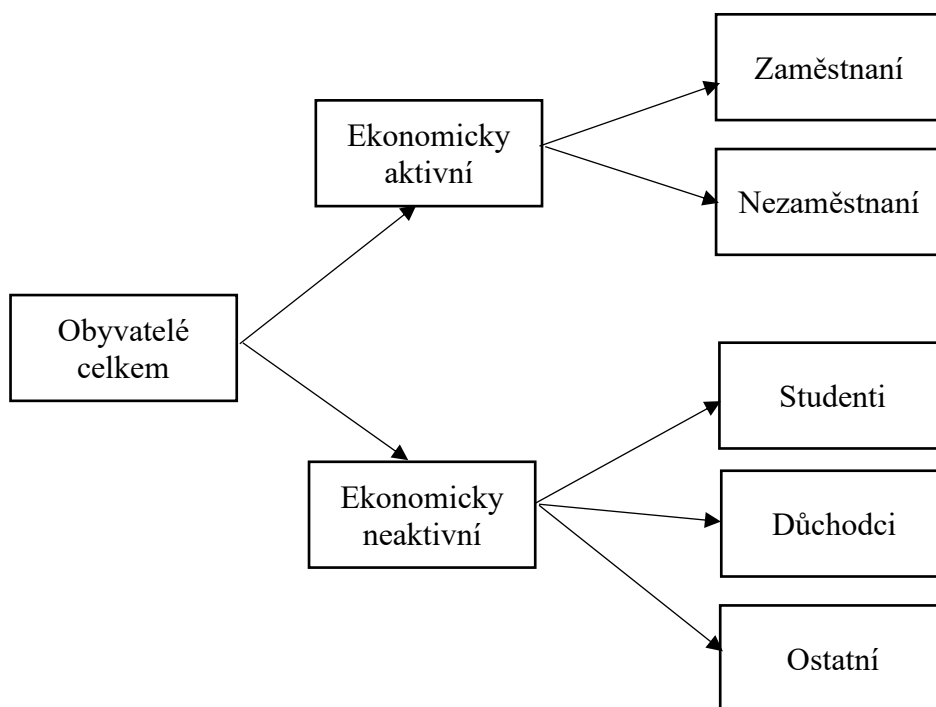 Zaměstnaní
Ekonomicky
aktivní
Nezaměstnaní
Obyvatelé
celkem
Studenti
Ekonomicky
neaktivní
Důchodci
Ostatní